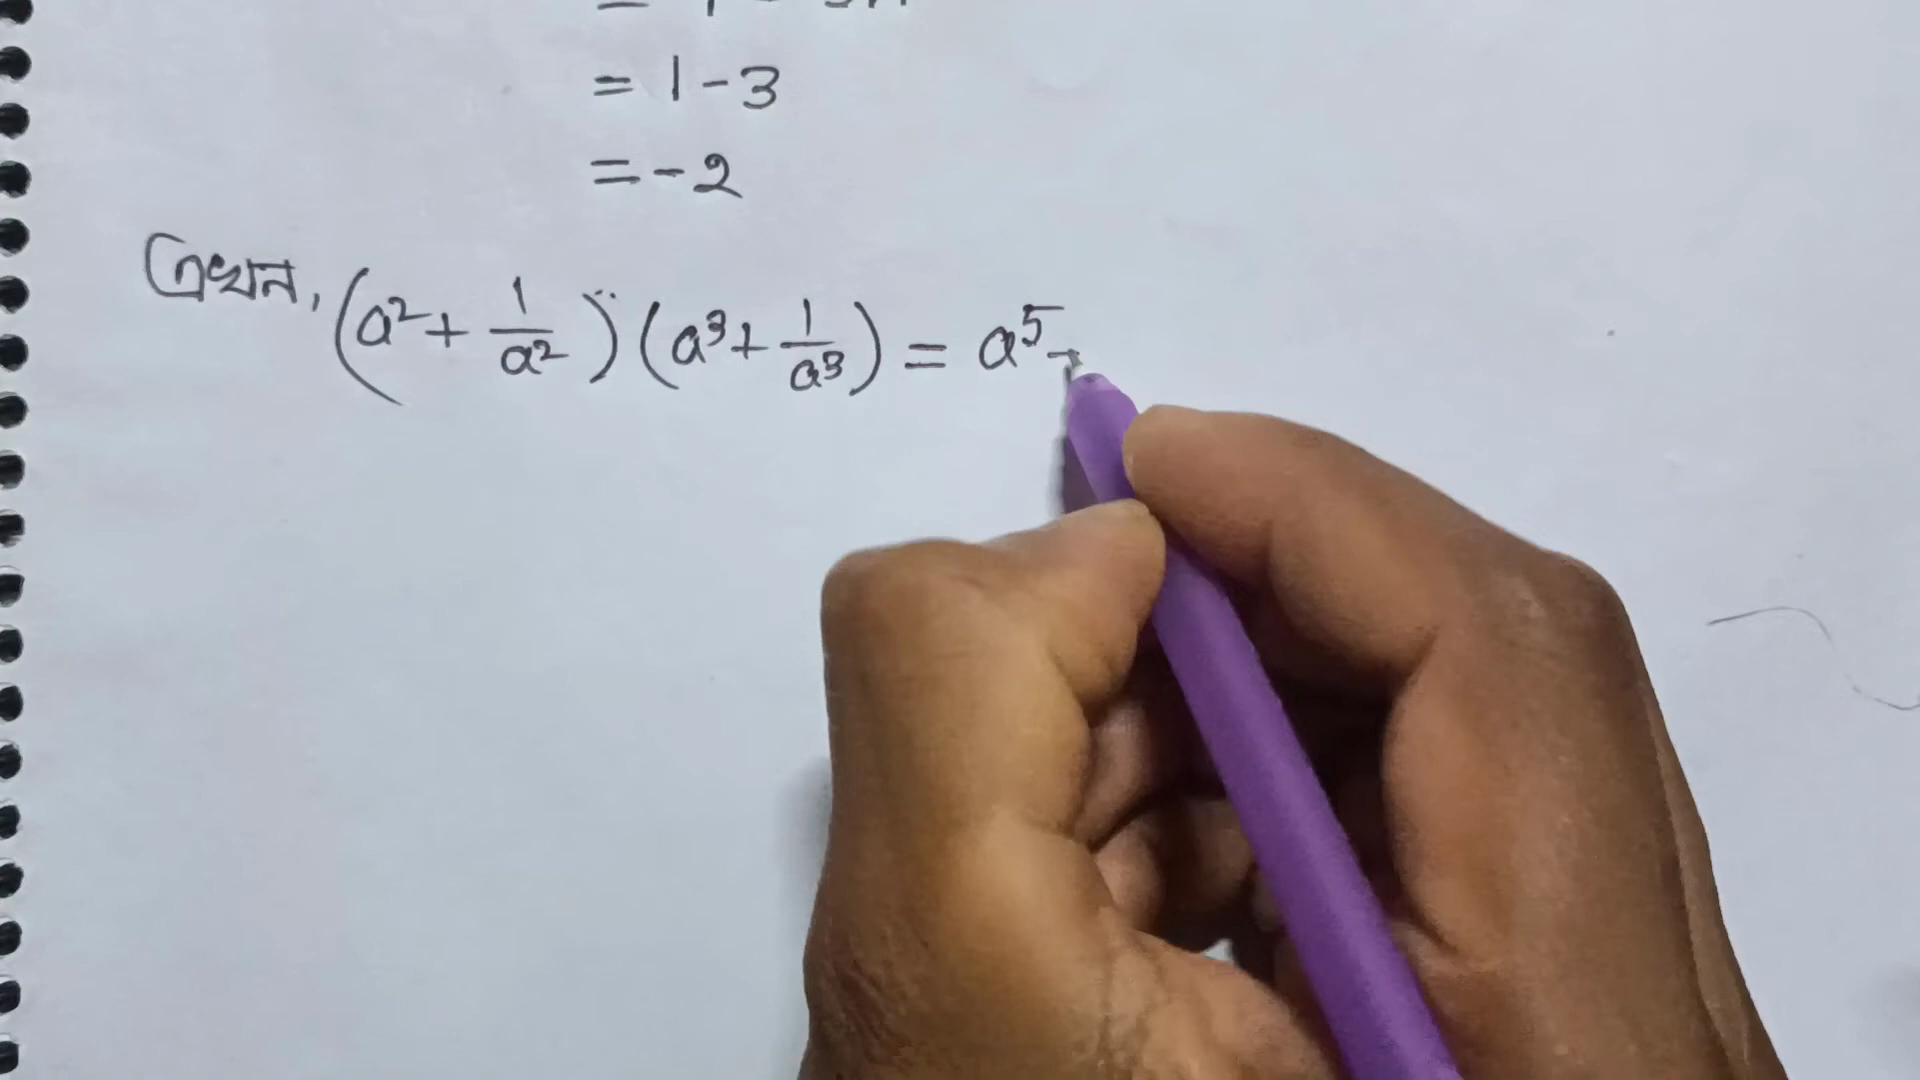 = 1 - 3
= - 2
এখন, (a² + 1/a²) (a³ + 1/a³) = a⁵